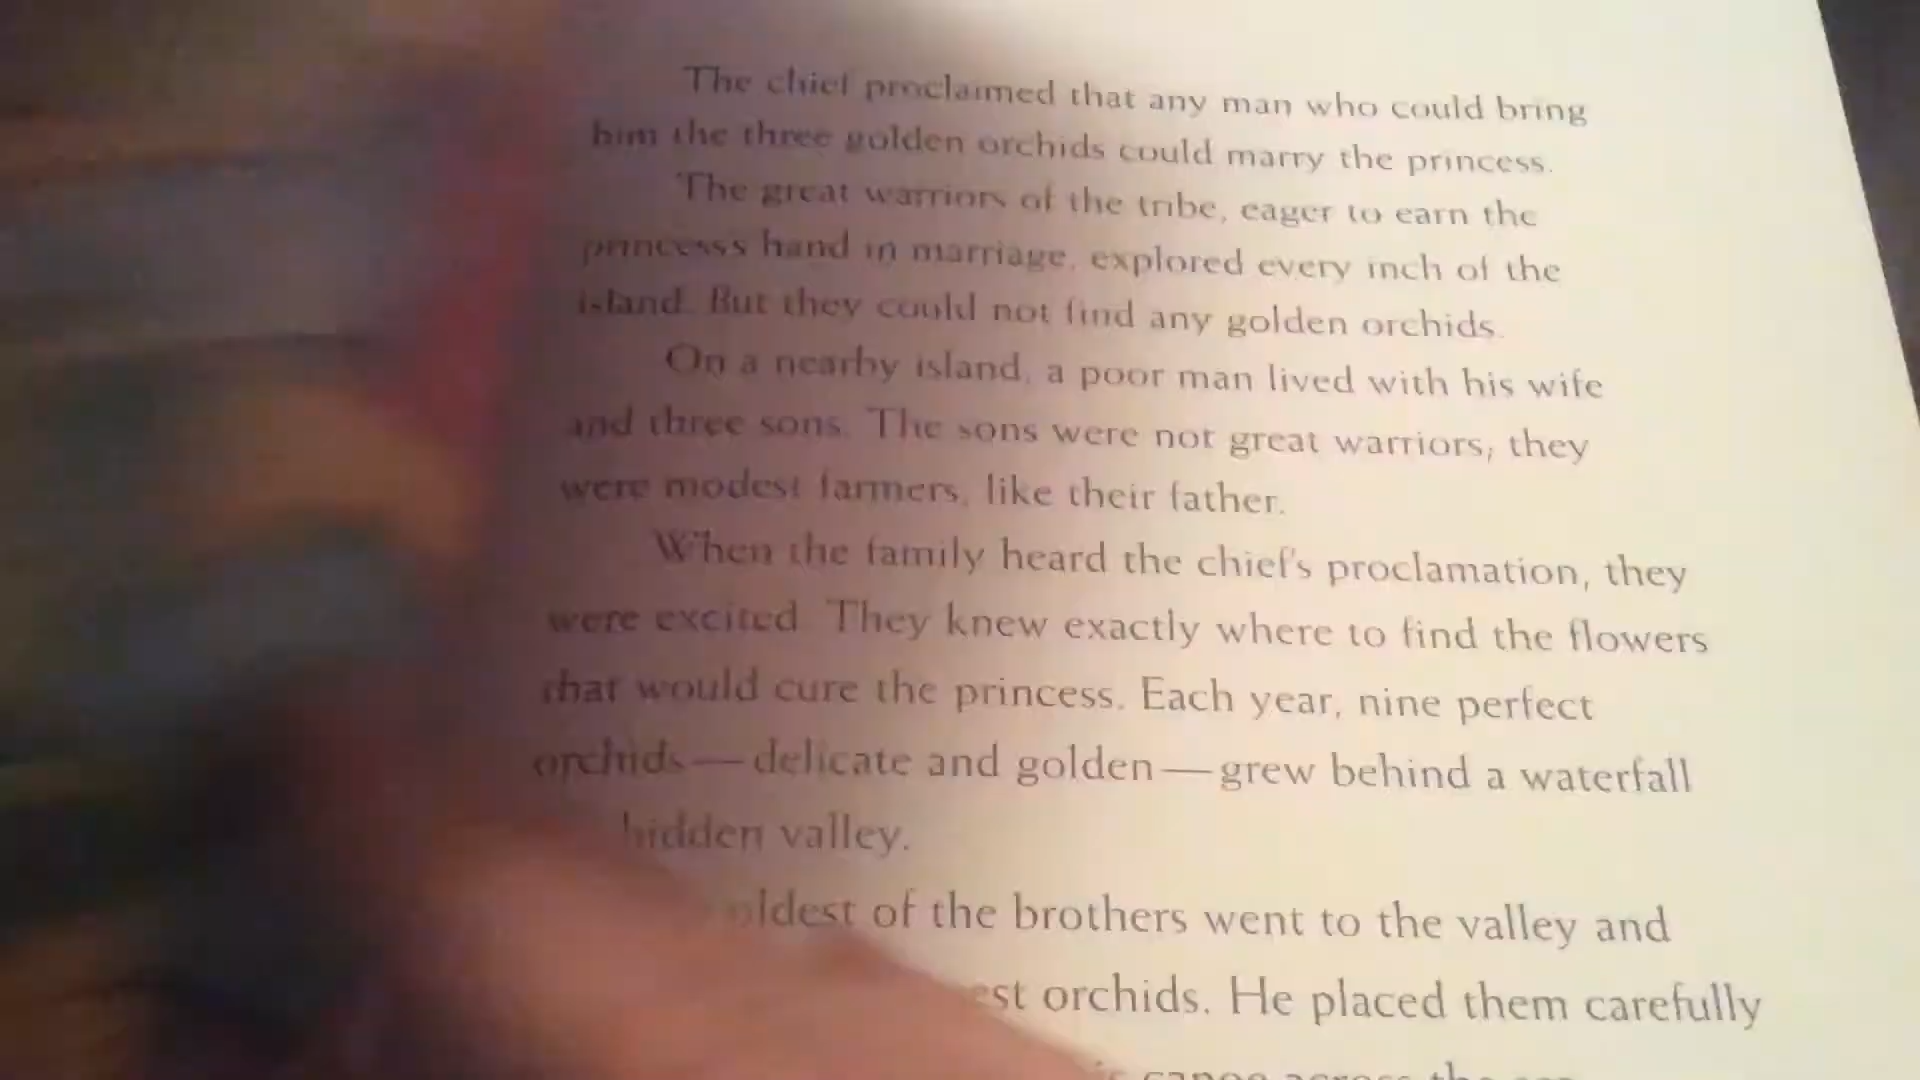 The chief proclaimed that any man who could bring
him the three golden orchids could marry the princess.
The great warriors of the tribe, eager to earn the
princess's hand in marriage, explored every inch of the
island. But they could not find any golden orchids.
On a nearby island, a poor man lived with his wife
and three sons. The sons were not great warriors; they
were modest farmers, like their father.
When the family heard the chief's proclamation, they
were excited. They knew exactly where to find the flowers
that would cure the princess. Each year, nine perfect
orchids—delicate and golden—grew behind a waterfall
hidden valley.
oldest of the brothers went to the valley and
orchids. He placed them carefully
canoe across the